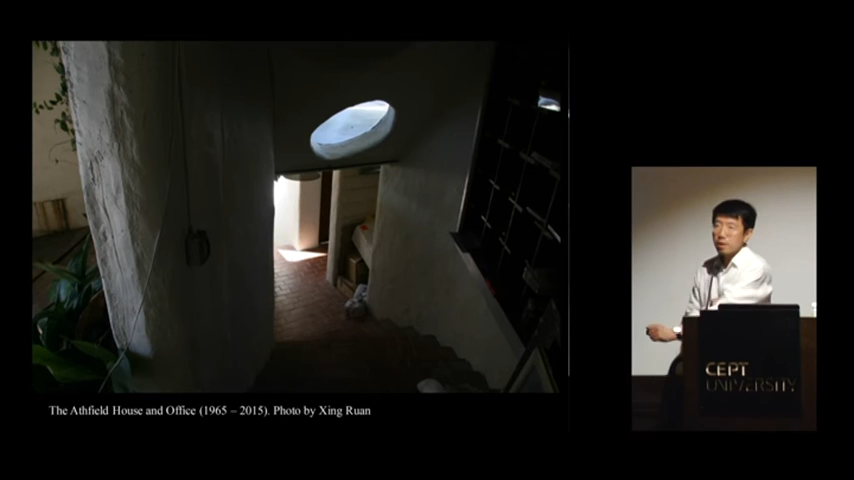 The Athfield House and Office (1965 – 2015). Photo by Xing Ruan
CEPT
UNIVERSITY